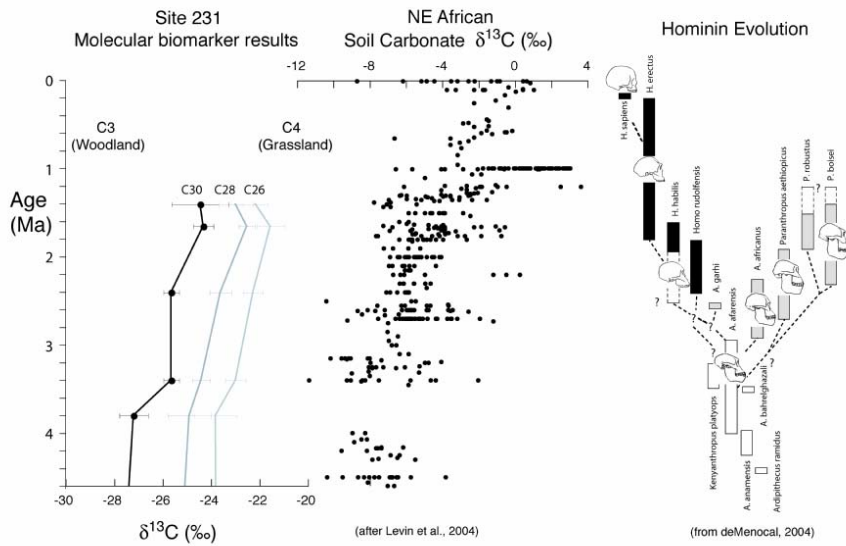 Site 231
Molecular biomarker results
NE African
Soil Carbonate δ¹³C (‰)
Hominin Evolution
-12 -8 -4 0 4
0
1
2
3
4
Age
(Ma)
C3
(Woodland)
C4
(Grassland)
C30 C28 C26
-30 -28 -26 -24 -22 -20
δ¹³C (‰)
(after Levin et al., 2004)
H. sapiens
H. erectus
H. habilis
Homo rudolfensis
A. garhi
A. afarensis
A. africanus
Paranthropus aethiopicus
P. robustus
P. boisei
?
?
?
?
?
?
?
Kenyanthropus platyops
A. anamensis
A. bahrelghazali
Ardipithecus ramidus
(from deMenocal, 2004)